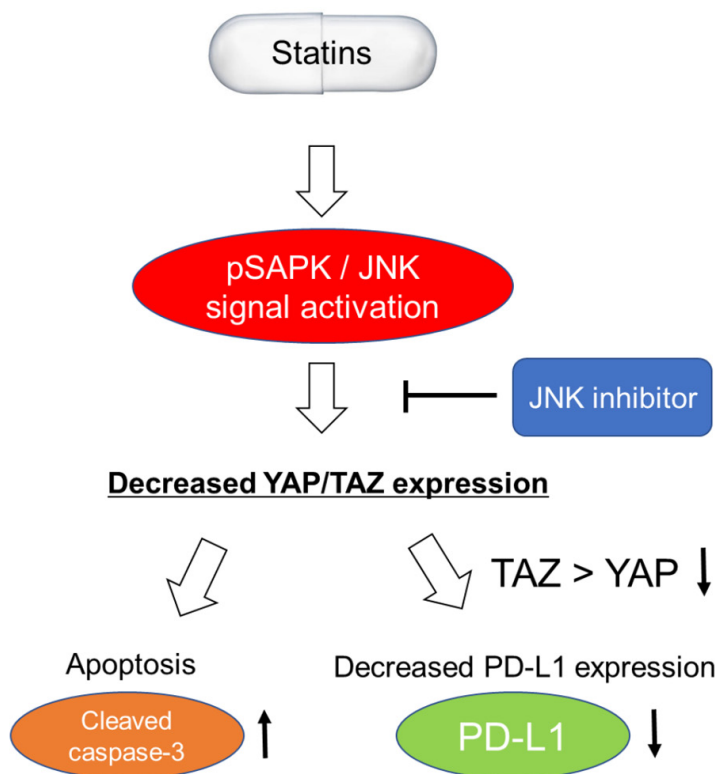 Statins
pSAPK / JNK
signal activation
JNK inhibitor
Decreased YAP/TAZ expression
TAZ > YAP
Apoptosis
Decreased PD-L1 expression
Cleaved
caspase-3
PD-L1